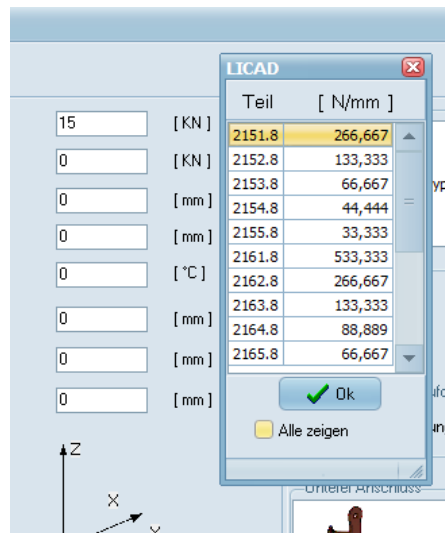 LICAD
Teil [ N/mm ]
15 [ KN ]
0 [ KN ]
0 [ mm ]
0 [ mm ]
0 [ °C ]
0 [ mm ]
0 [ mm ]
0 [ mm ]
2151.8 266,667
2152.8 133,333
2153.8 66,667
2154.8 44,444
2155.8 33,333
2161.8 533,333
2162.8 266,667
2163.8 133,333
2164.8 88,889
2165.8 66,667
Ok
Alle zeigen
Z
X
Unterer Anschluss